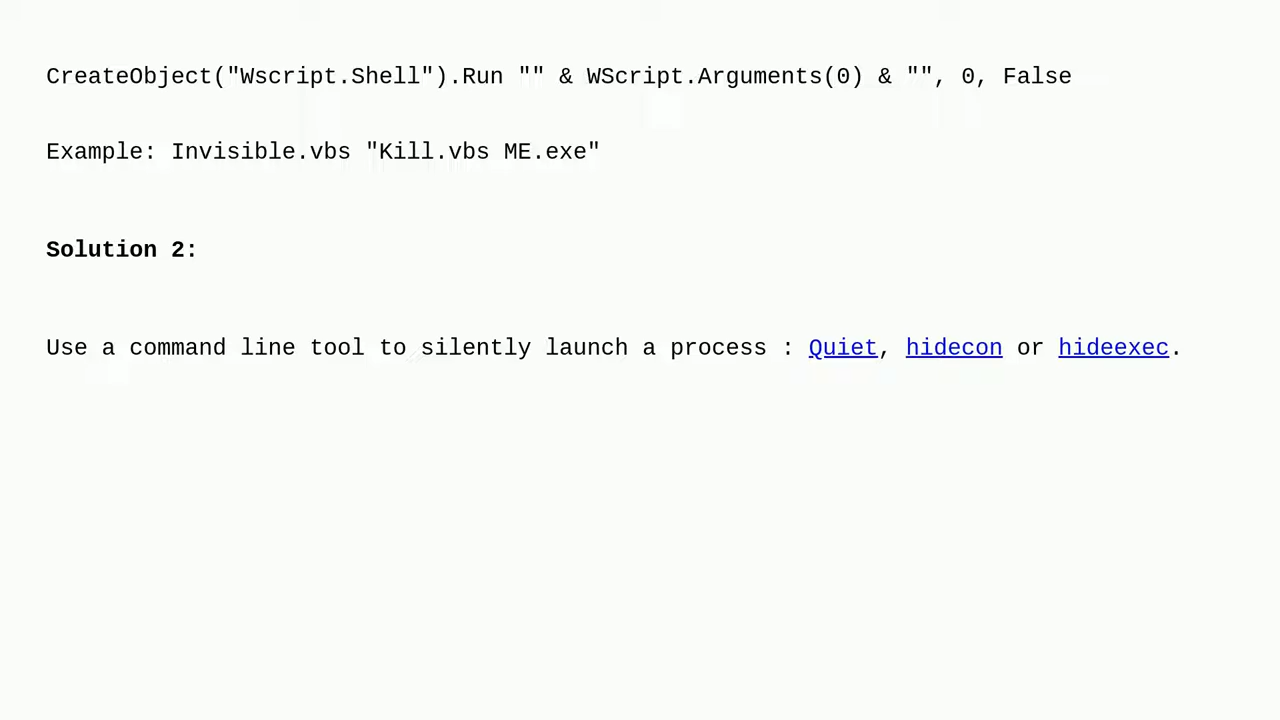 CreateObject("Wscript.Shell").Run "" & WScript.Arguments(0) & "", 0, False
Example: Invisible.vbs "Kill.vbs ME.exe"
Solution 2:
Use a command line tool to silently launch a process : Quiet, hidecon or hideexec.